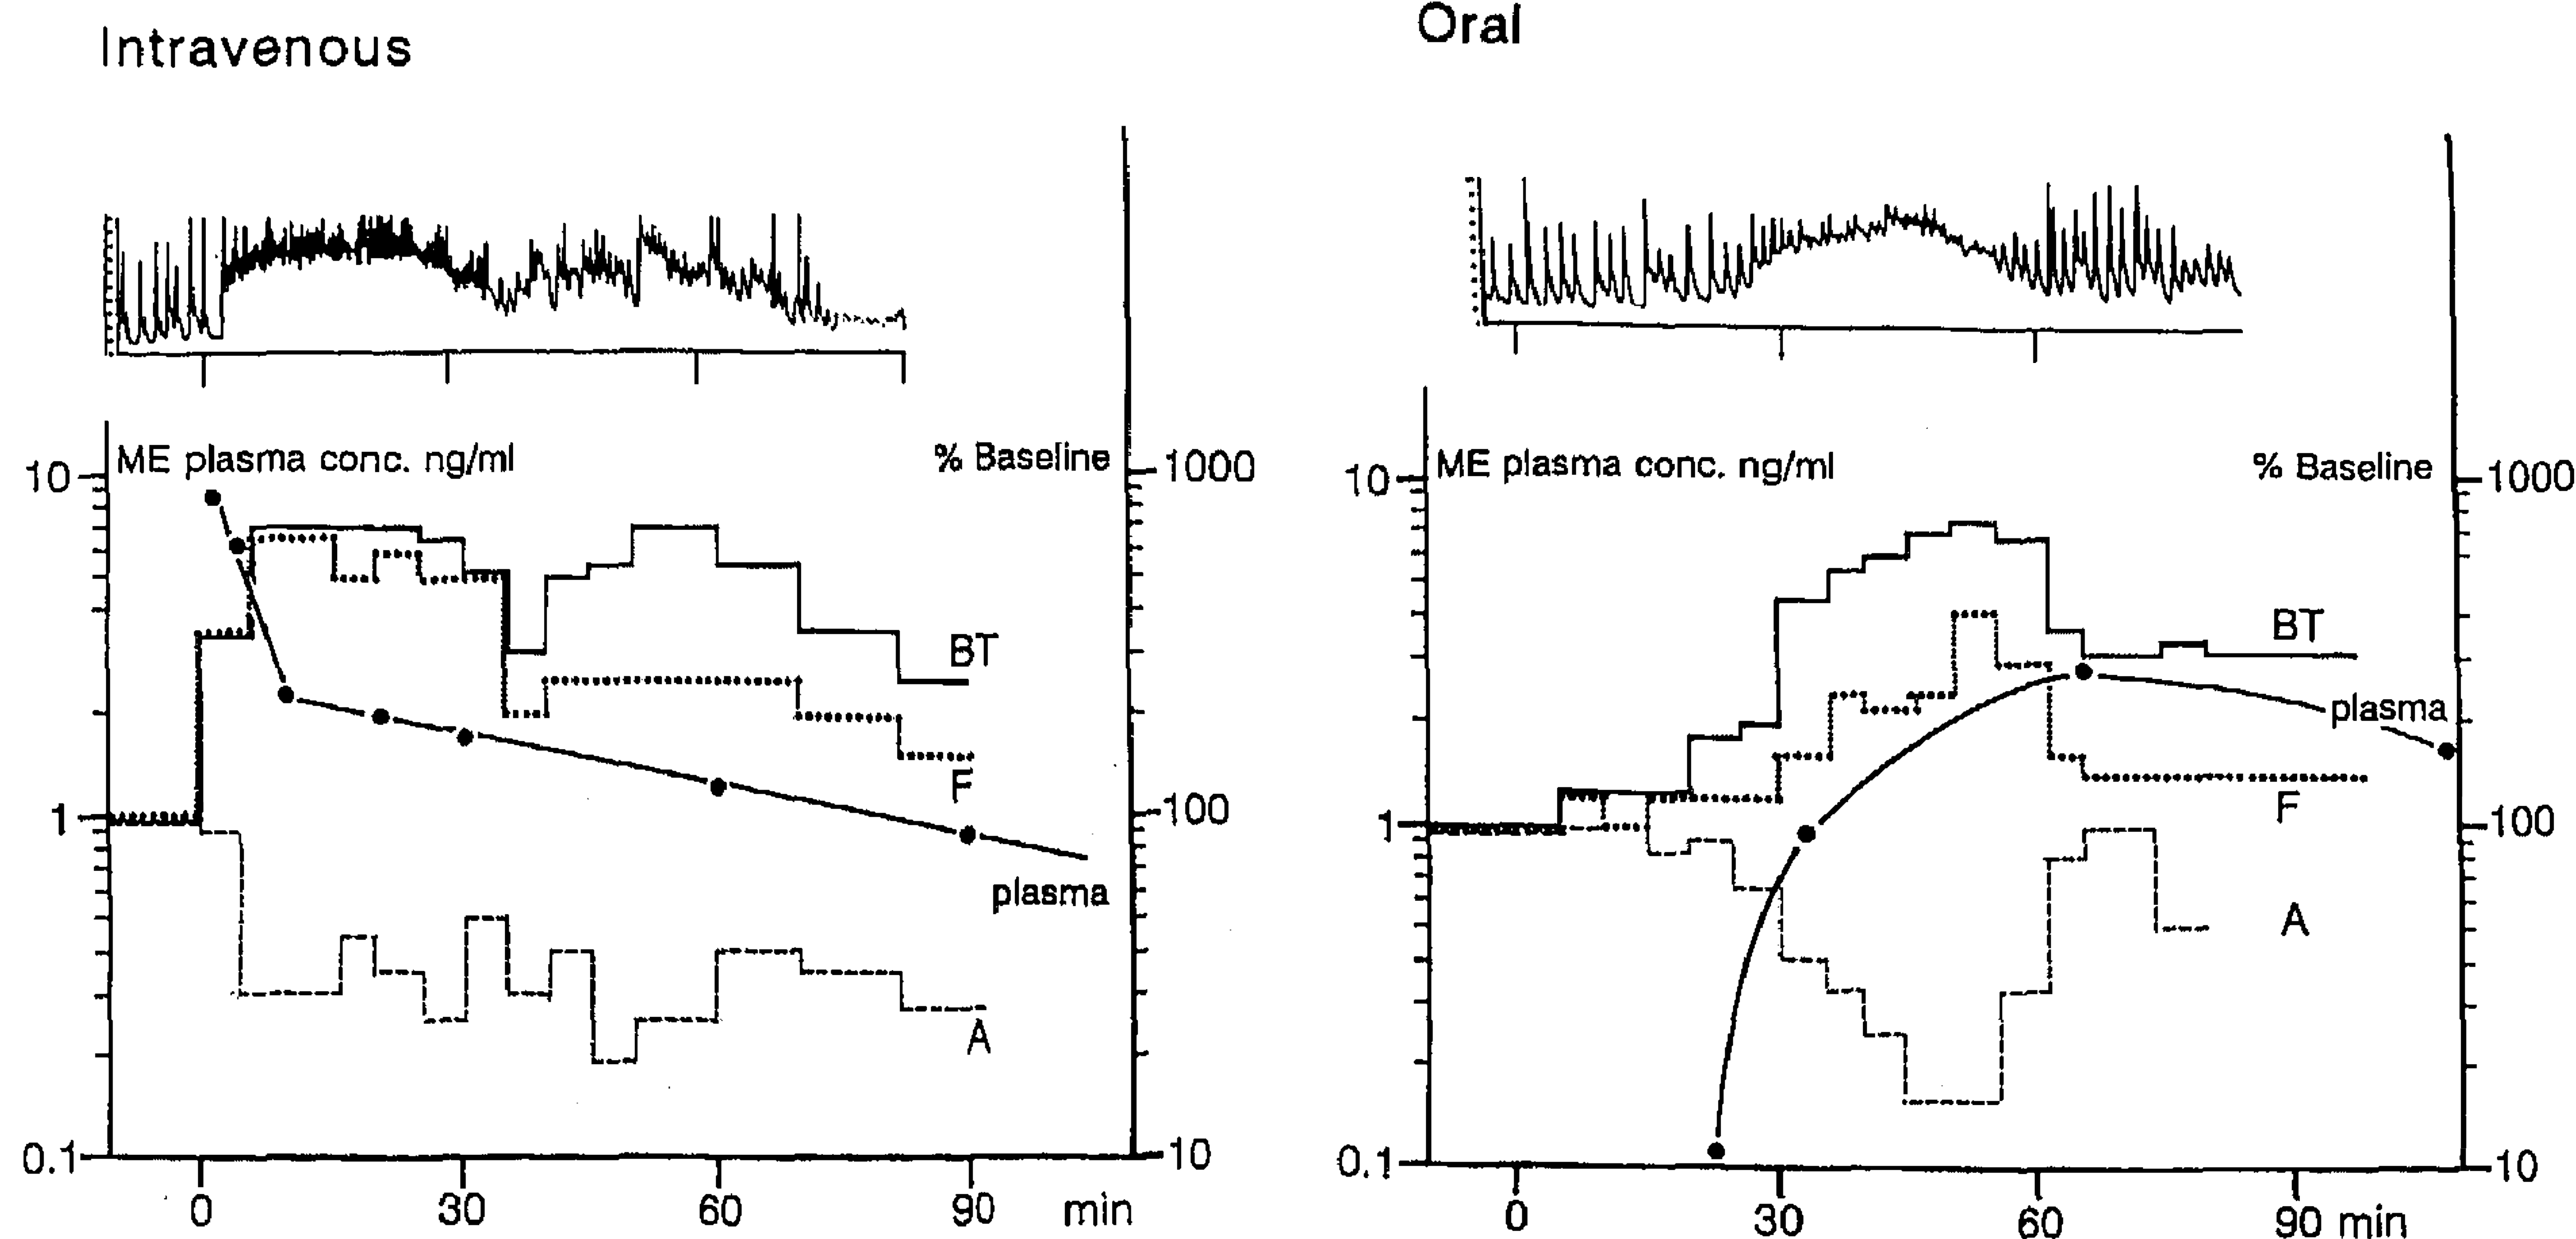 Intravenous
ME plasma conc. ng/ml
% Baseline
10
1
0.1
1000
100
10
BT
F
plasma
A
0 30 60 90 min
Oral
ME plasma conc. ng/ml
% Baseline
10
1
0.1
1000
100
10
BT
plasma
F
A
0 30 60 90 min